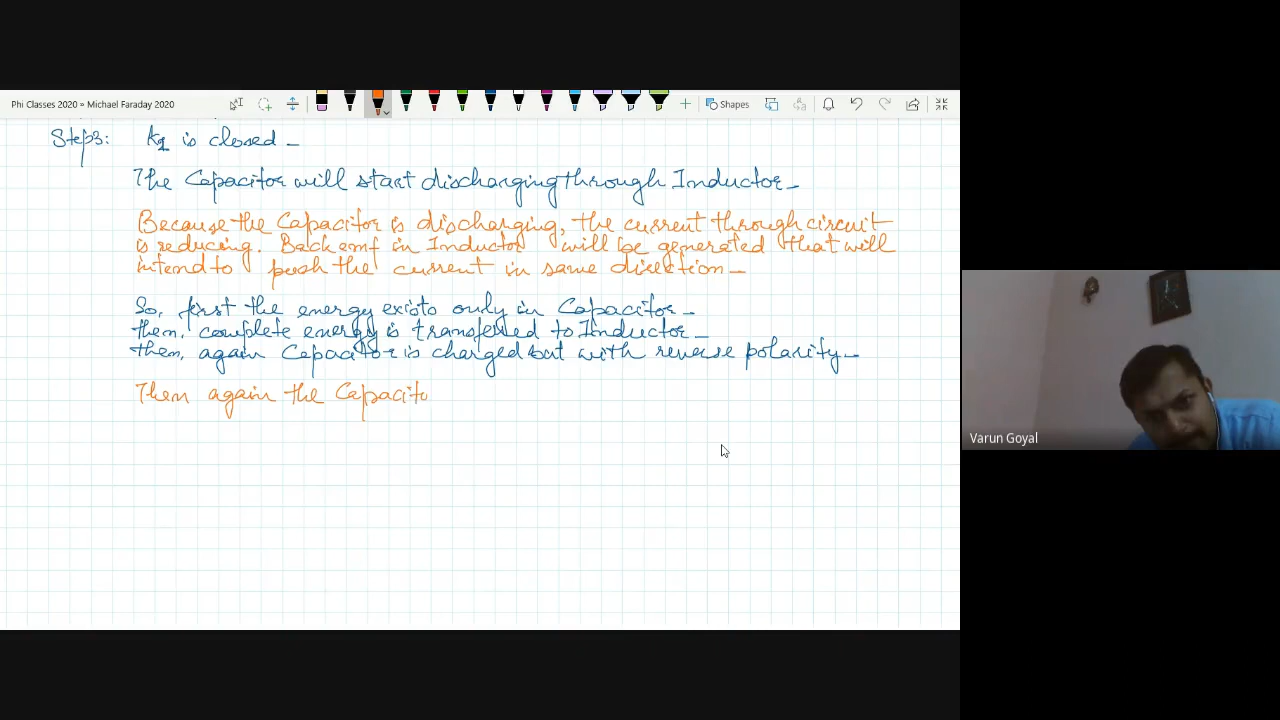 Phi Classes 2020 » Michael Faraday 2020
Shapes
Step3: K2 is closed -
The Capacitor will start discharging through Inductor -
Because the Capacitor is discharging, the current through circuit
is reducing. Back emf in Inductor will be generated that will
intend to push the current in same direction -
So, first the energy exists only in Capacitor -
then, complete energy is transferred to Inductor -
then, again Capacitor is charged but with reverse polarity -
Then again the Capacito
Varun Goyal